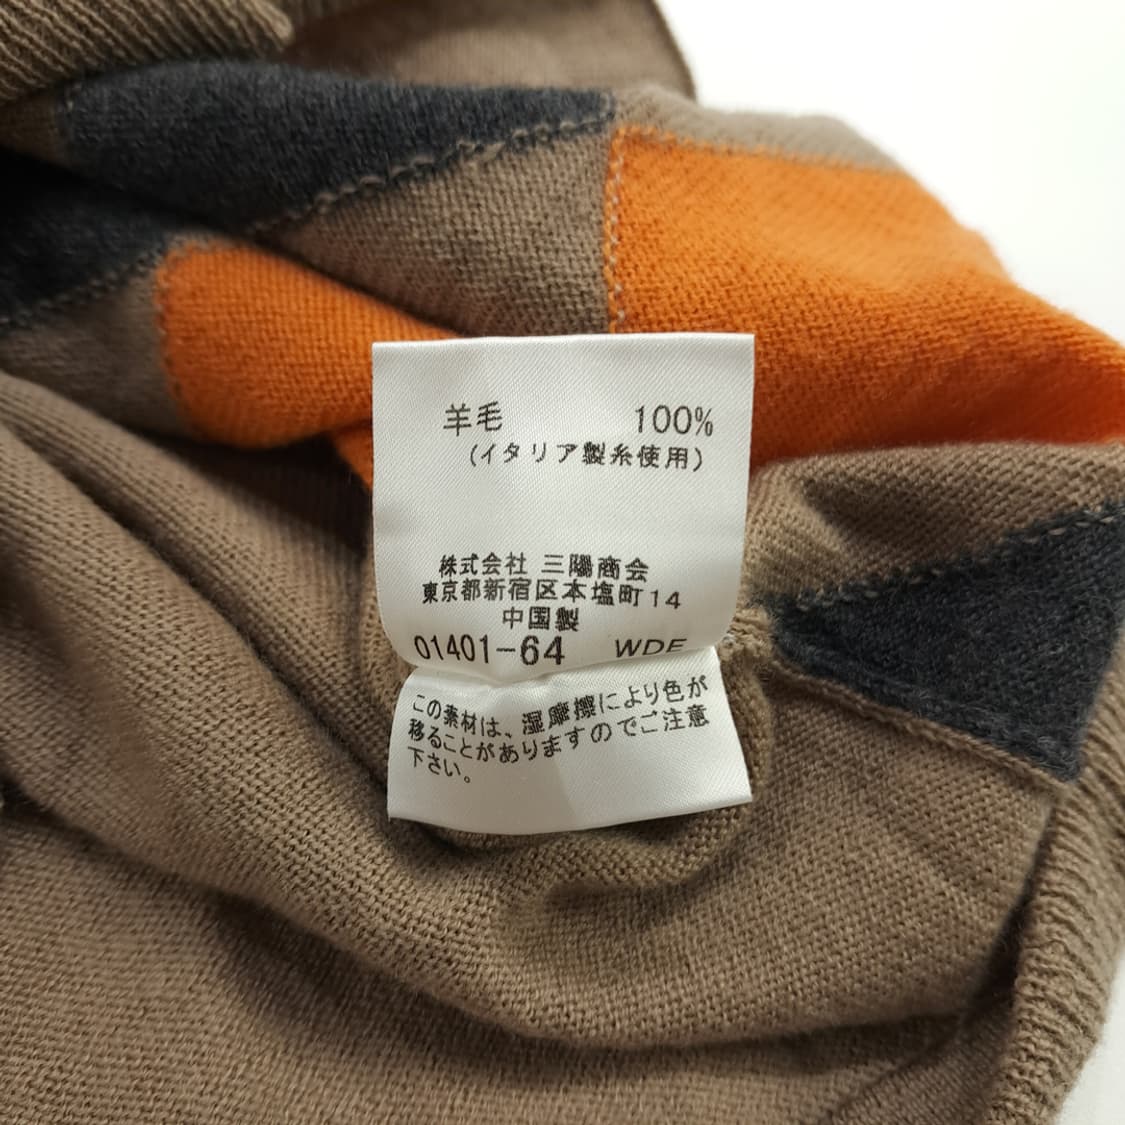 羊毛 100%
(イタリア製糸使用)
株式会社 三陽商会
東京都新宿区本塩町14
中国製
01401-64 WDE
この素材は、湿摩擦により色が
移ることがありますのでご注意
下さい。